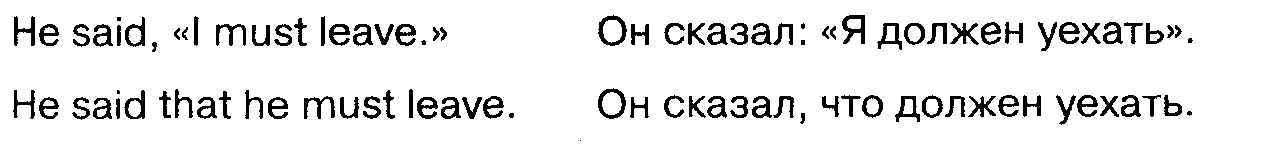 He said, «I must leave.» Он сказал: «Я должен уехать».
He said that he must leave. Он сказал, что должен уехать.